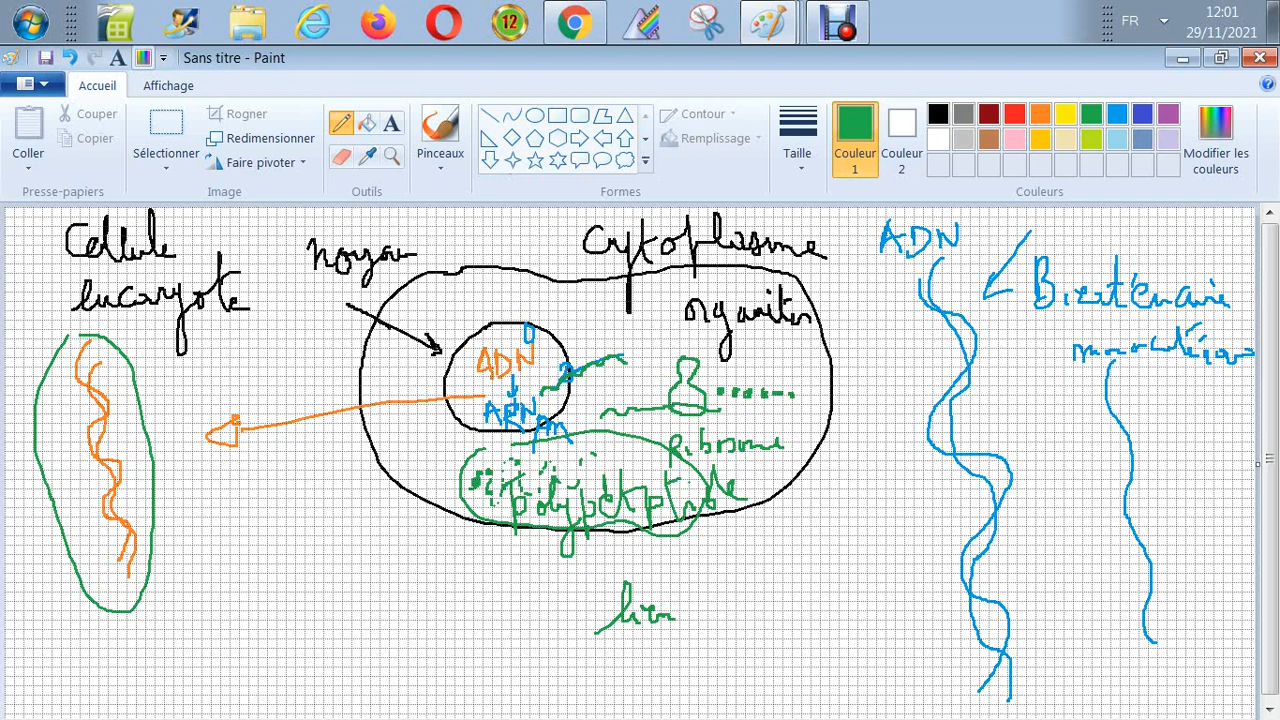 12
FR
12:01
29/11/2021
Sans titre - Paint
Accueil
Affichage
Coller
Couper
Copier
Presse-papiers
Sélectionner
Rogner
Redimensionner
Faire pivoter
Image
Outils
Pinceaux
Contour
Remplissage
Formes
Taille
Couleur 1
Couleur 2
Modifier les couleurs
Couleurs
Cellule
eucaryote
noyau
Cytoplasme
ADN
Bicaténaire
ADN
ARN m
Ribosome
lien